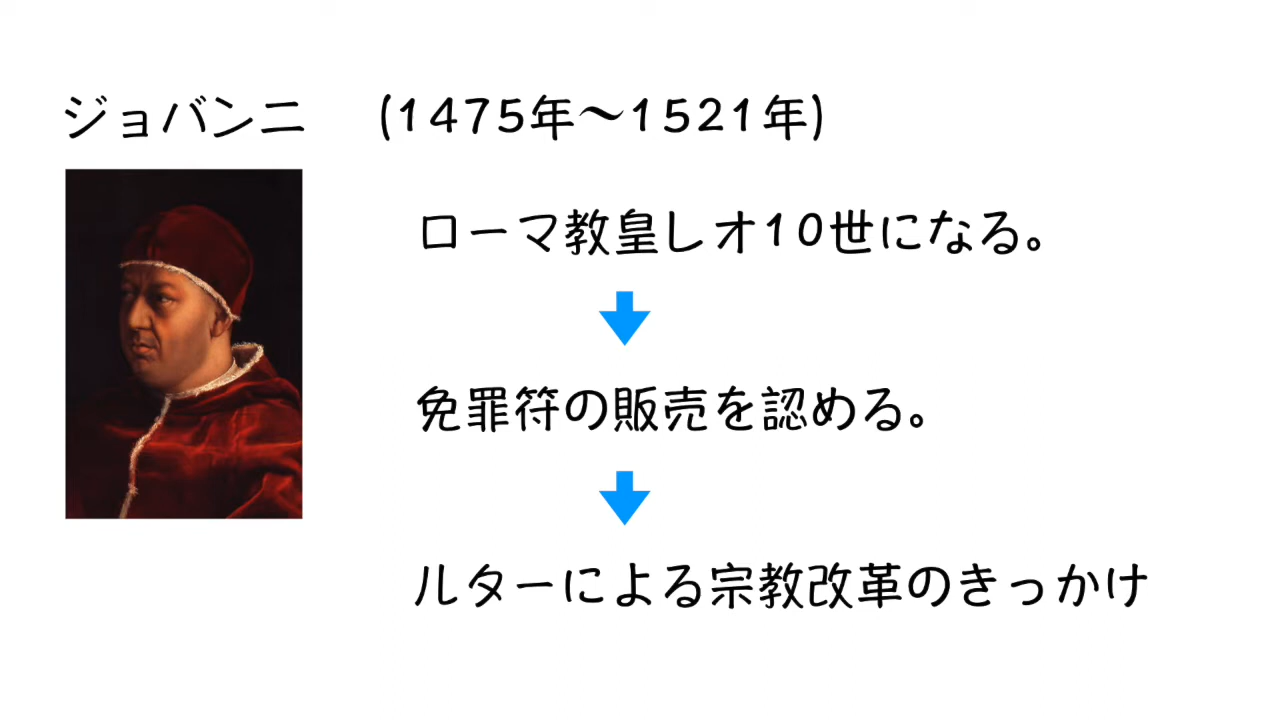 ジョバンニ (1475年～1521年)
ローマ教皇レオ10世になる。
免罪符の販売を認める。
ルターによる宗教改革のきっかけ